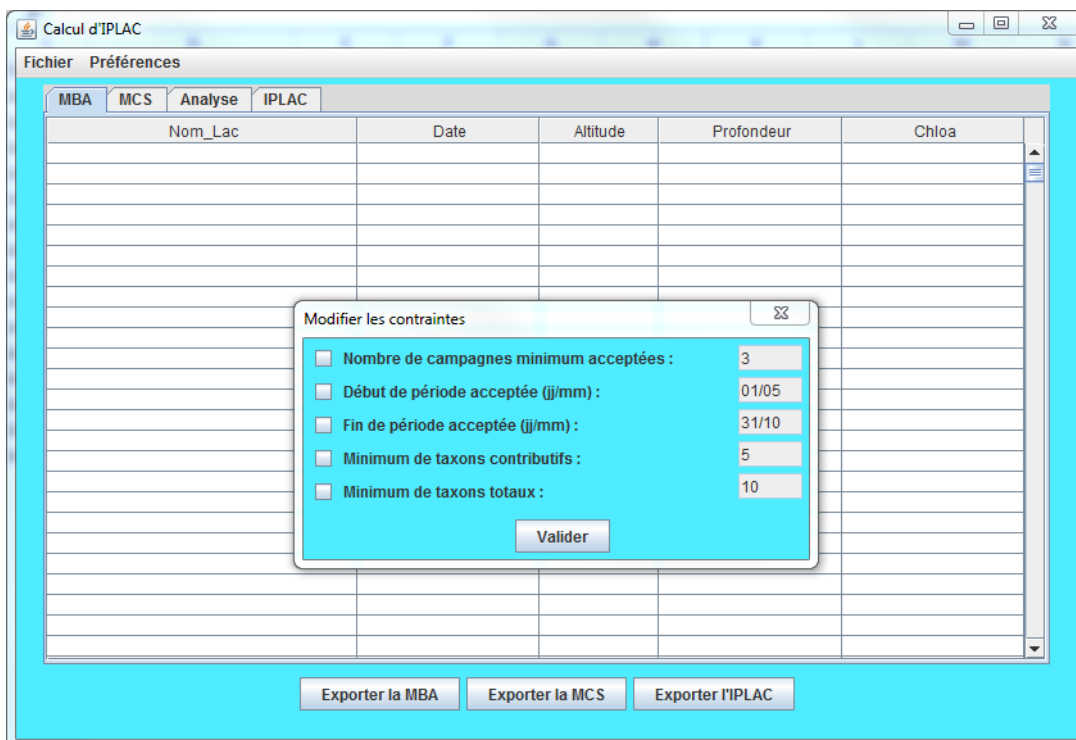 Calcul d'IPLAC
Fichier Préférences
MBA MCS Analyse IPLAC
Nom_Lac Date Altitude Profondeur Chloa
Modifier les contraintes
Nombre de campagnes minimum acceptées : 3
Début de période acceptée (jj/mm) : 01/05
Fin de période acceptée (jj/mm) : 31/10
Minimum de taxons contributifs : 5
Minimum de taxons totaux : 10
Valider
Exporter la MBA Exporter la MCS Exporter l'IPLAC